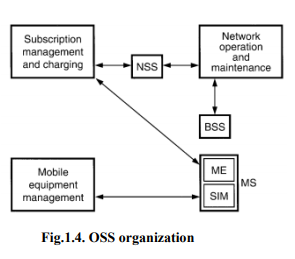 Subscription
management
and charging
NSS
Network
operation
and
maintenance
BSS
Mobile
equipment
management
ME
SIM
MS
Fig.1.4. OSS organization